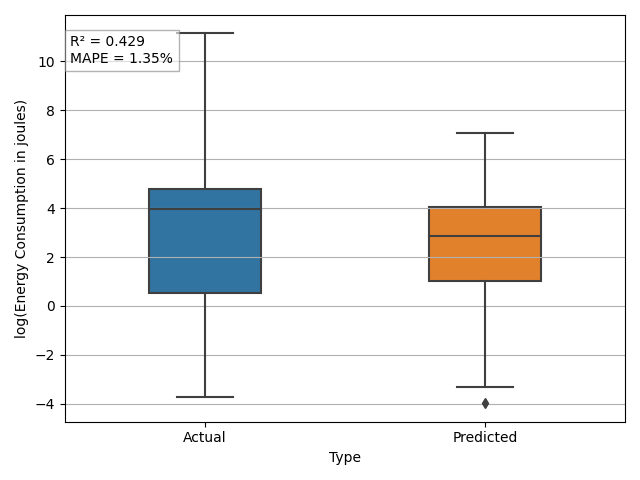 R² = 0.429
MAPE = 1.35%
log(Energy Consumption in joules)
10
8
6
4
2
0
−2
−4
Actual
Predicted
Type